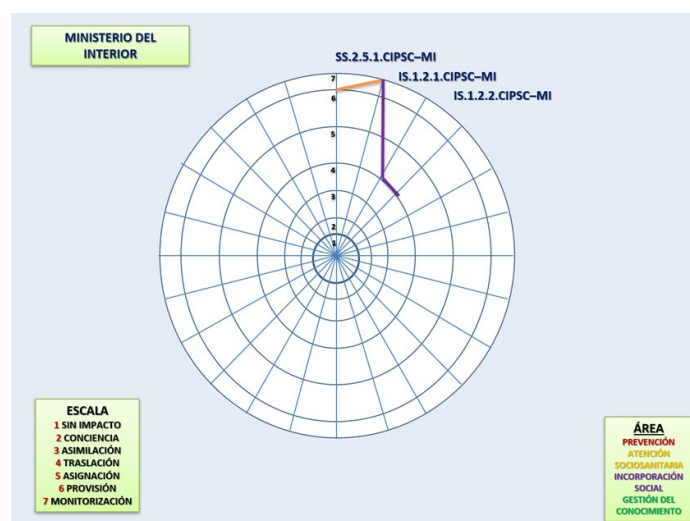 MINISTERIO DEL
INTERIOR
SS.2.5.1.CIPSC–MI
IS.1.2.1.CIPSC–MI
IS.1.2.2.CIPSC–MI
7
6
5
4
3
2
1
ESCALA
1 SIN IMPACTO
2 CONCIENCIA
3 ASIMILACIÓN
4 TRASLACIÓN
5 ASIGNACIÓN
6 PROVISIÓN
7 MONITORIZACIÓN
ÁREA
PREVENCIÓN
ATENCIÓN
SOCIOSANITARIA
INCORPORACIÓN
SOCIAL
GESTIÓN DEL
CONOCIMIENTO